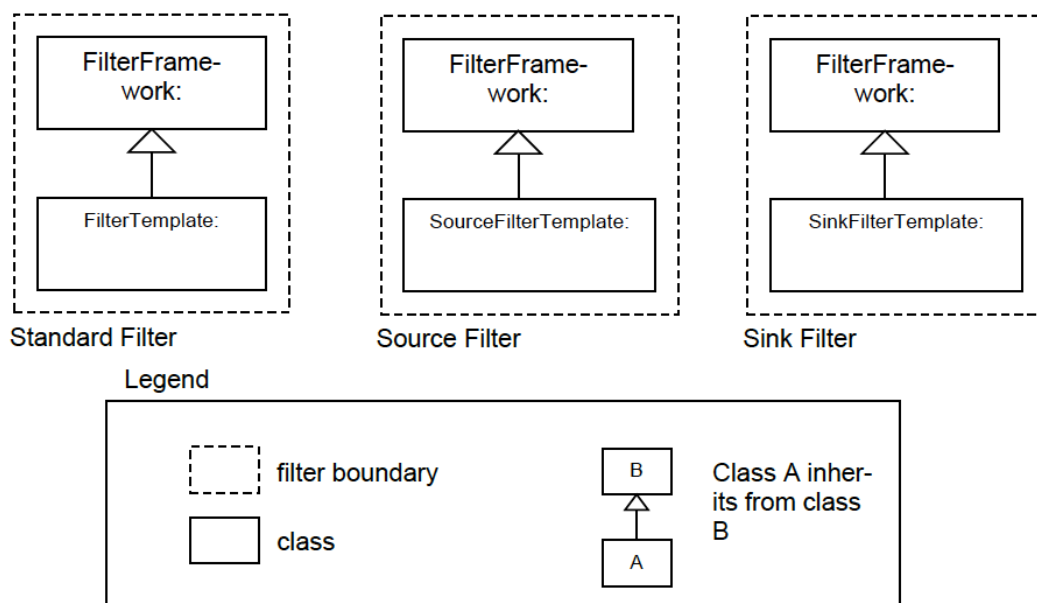 FilterFrame-
work:
FilterFrame-
work:
FilterFrame-
work:
FilterTemplate:
SourceFilterTemplate:
SinkFilterTemplate:
Standard Filter
Source Filter
Sink Filter
Legend
filter boundary
class
B
A
Class A inher-
its from class
B